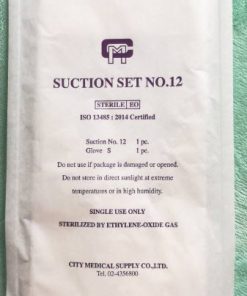 CM
SUCTION SET NO.12
STERILE EO
ISO 13485 : 2014 Certified
Suction No. 12 1 pc.
Glove S 1 pc.
Do not use if package is damaged or opened.
Do not store in direct sunlight at extreme
temperatures or in high humidity.
SINGLE USE ONLY
STERILIZED BY ETHYLENE-OXIDE GAS
CITY MEDICAL SUPPLY CO.,LTD.
Tel. 02-4356800